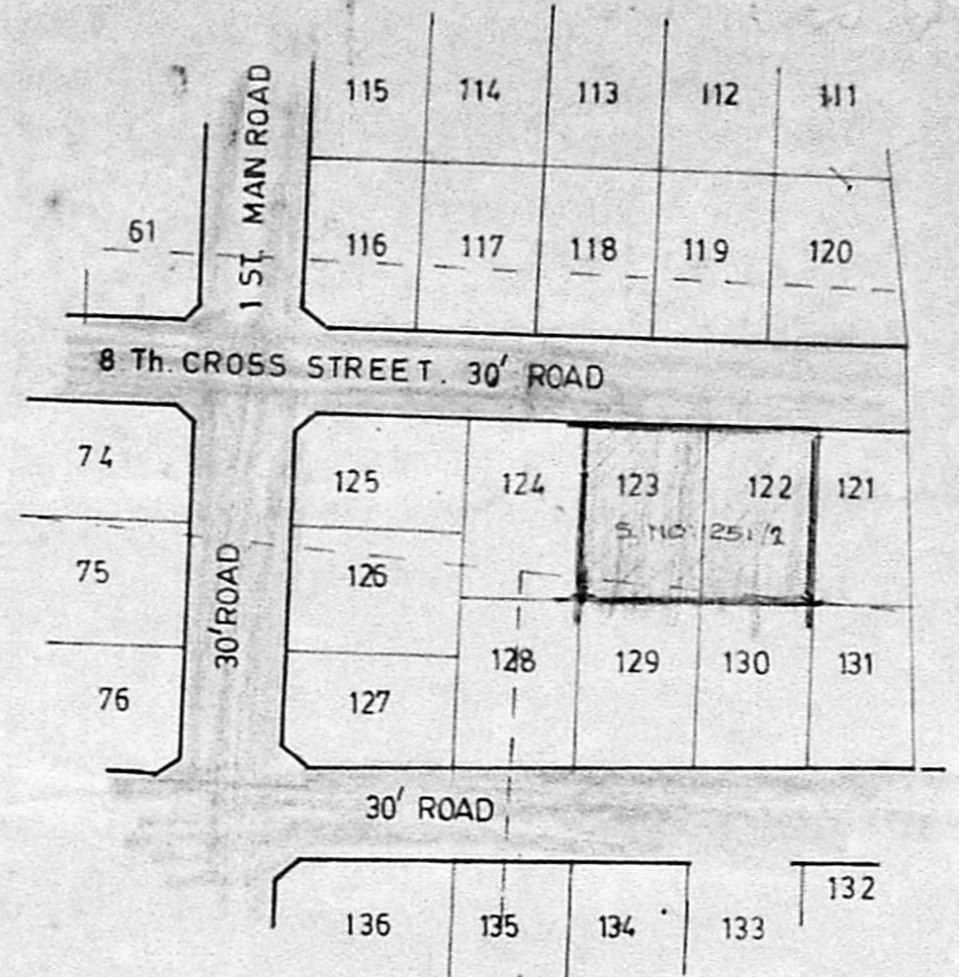 115 114 113 112 111
1 ST. MAN ROAD
61 116 117 118 119 120
8 Th. CROSS STREET. 30' ROAD
74 125 124 123 122 121
S. NO 251/2
75 126
30' ROAD
76 127 128 129 130 131
30' ROAD
136 135 134 133 132